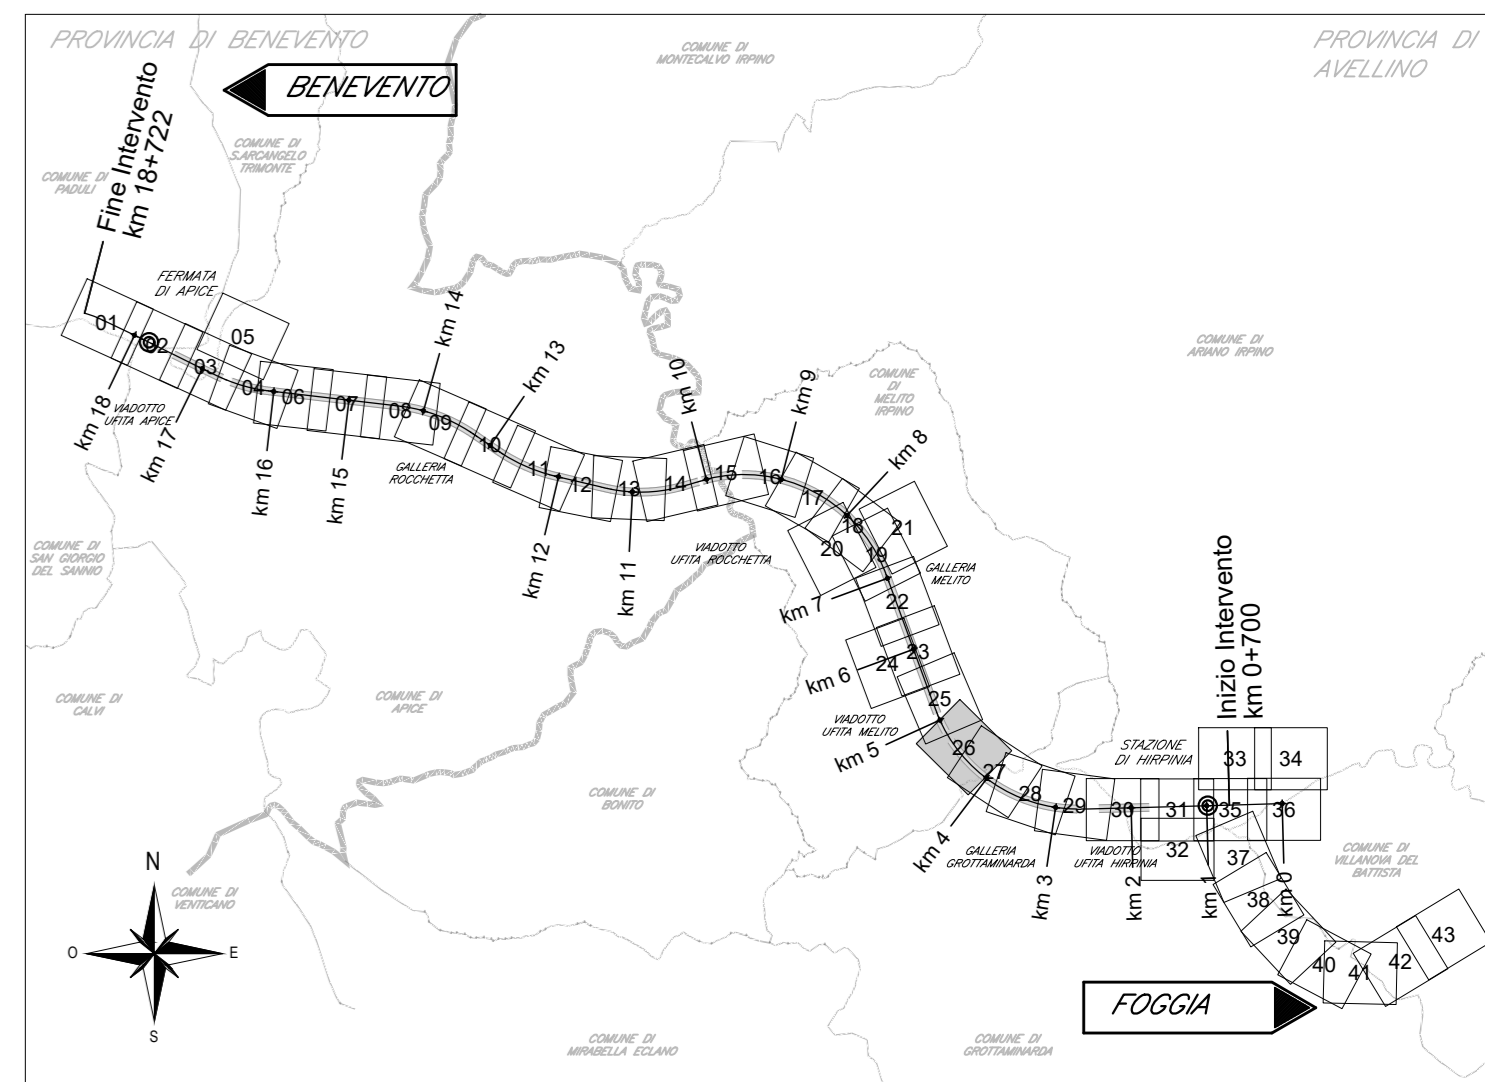 PROVINCIA DI BENEVENTO
COMUNE DI
MONTECALVO IRPINO
PROVINCIA DI
AVELLINO
BENEVENTO
Fine Intervento
km 18+722
COMUNE DI
S.ARCANGELO
TRIMONTE
COMUNE DI
PADULI
FERMATA
DI APICE
01
02
03
04
05
06
07
08
09
10
11
12
13
14
15
16
17
18
19
20
21
22
23
24
25
26
27
28
29
30
31
32
33
34
35
36
37
38
39
40
41
42
43
km 18
km 17
km 16
km 15
km 14
km 13
km 12
km 11
km 10
km 9
km 8
km 7
km 6
km 5
km 4
km 3
km 2
km 1
km 0
VIADOTTO
UFITA APICE
GALLERIA
ROCCHETTA
COMUNE
DI
MELITO
IRPINO
COMUNE DI
ARIANO IRPINO
COMUNE DI
SAN GIORGIO
DEL SANNIO
VIADOTTO
UFITA ROCCHETTA
GALLERIA
MELITO
Inizio Intervento
km 0+700
COMUNE DI
CALVI
COMUNE DI
APICE
VIADOTTO
UFITA MELITO
STAZIONE
DI HIRPINIA
COMUNE DI
BONITO
GALLERIA
GROTTAMINARDA
VIADOTTO
UFITA HIRPINIA
COMUNE DI
VILLANOVA DEL
BATTISTA
N
O
E
S
COMUNE DI
VENTICANO
FOGGIA
COMUNE DI
MIRABELLA ECLANO
COMUNE DI
GROTTAMINARDA